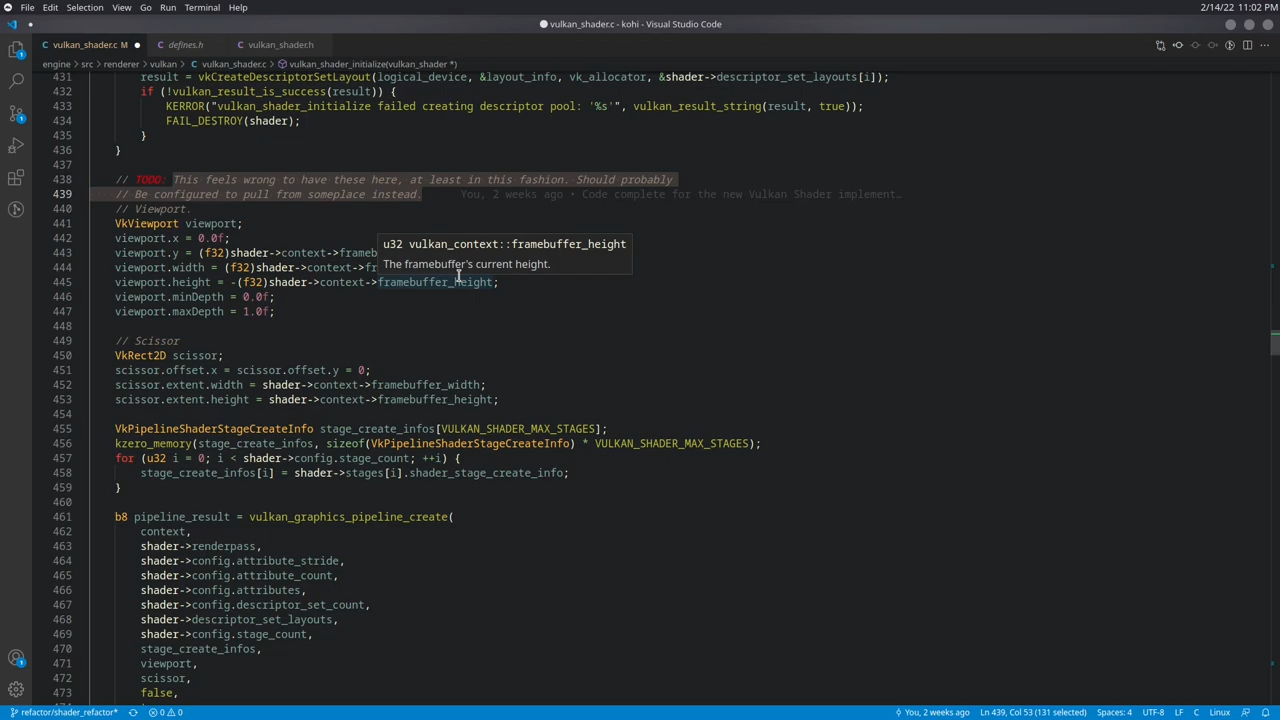 File Edit Selection View Go Run Terminal Help 2/14/22 11:02 PM
vulkan_shader.c - kohi - Visual Studio Code
vulkan_shader.c M defines.h vulkan_shader.h
engine > src > renderer > vulkan > vulkan_shader.c > vulkan_shader_initialize(vulkan_shader *)
431 result = vkCreateDescriptorSetLayout(logical_device, &layout_info, vk_allocator, &shader->descriptor_set_layouts[i]);
432 if (!vulkan_result_is_success(result)) {
433 KERROR("vulkan_shader_initialize failed creating descriptor pool: '%s'", vulkan_result_string(result, true));
434 FAIL_DESTROY(shader);
435 }
436 }
437
438 // TODO: This feels wrong to have these here, at least in this fashion. Should probably
439 // Be configured to pull from someplace instead. You, 2 weeks ago • Code complete for the new Vulkan Shader implement…
440 // Viewport.
441 VkViewport viewport;
442 viewport.x = 0.0f;
443 viewport.y = (f32)shader->context->frameb
444 viewport.width = (f32)shader->context->fr
445 viewport.height = -(f32)shader->context->framebuffer_height;
u32 vulkan_context::framebuffer_height
The framebuffer's current height.
446 viewport.minDepth = 0.0f;
447 viewport.maxDepth = 1.0f;
448
449 // Scissor
450 VkRect2D scissor;
451 scissor.offset.x = scissor.offset.y = 0;
452 scissor.extent.width = shader->context->framebuffer_width;
453 scissor.extent.height = shader->context->framebuffer_height;
454
455 VkPipelineShaderStageCreateInfo stage_create_infos[VULKAN_SHADER_MAX_STAGES];
456 kzero_memory(stage_create_infos, sizeof(VkPipelineShaderStageCreateInfo) * VULKAN_SHADER_MAX_STAGES);
457 for (u32 i = 0; i < shader->config.stage_count; ++i) {
458 stage_create_infos[i] = shader->stages[i].shader_stage_create_info;
459 }
460
461 b8 pipeline_result = vulkan_graphics_pipeline_create(
462 context,
463 shader->renderpass,
464 shader->config.attribute_stride,
465 shader->config.attribute_count,
466 shader->config.attributes,
467 shader->config.descriptor_set_count,
468 shader->descriptor_set_layouts,
469 shader->config.stage_count,
470 stage_create_infos,
471 viewport,
472 scissor,
473 false,
refactor/shader_refactor* 0 0 You, 2 weeks ago Ln 439, Col 53 (131 selected) Spaces: 4 UTF-8 LF C Linux